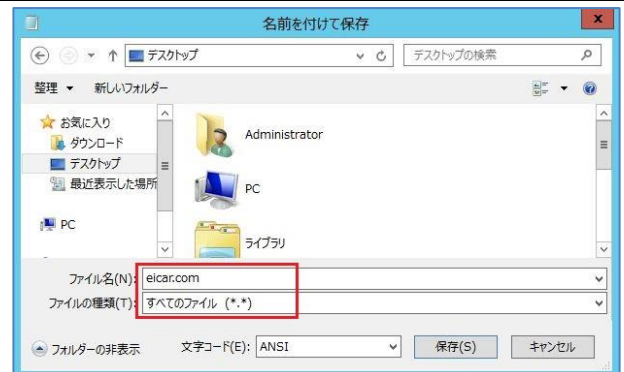 名前を付けて保存
デスクトップ
デスクトップの検索
整理 新しいフォルダー
お気に入り
ダウンロード
デスクトップ
最近表示した場所
PC
Administrator
PC
ライブラリ
ファイル名(N): eicar.com
ファイルの種類(T): すべてのファイル (*.*)
フォルダーの非表示 文字コード(E): ANSI 保存(S) キャンセル